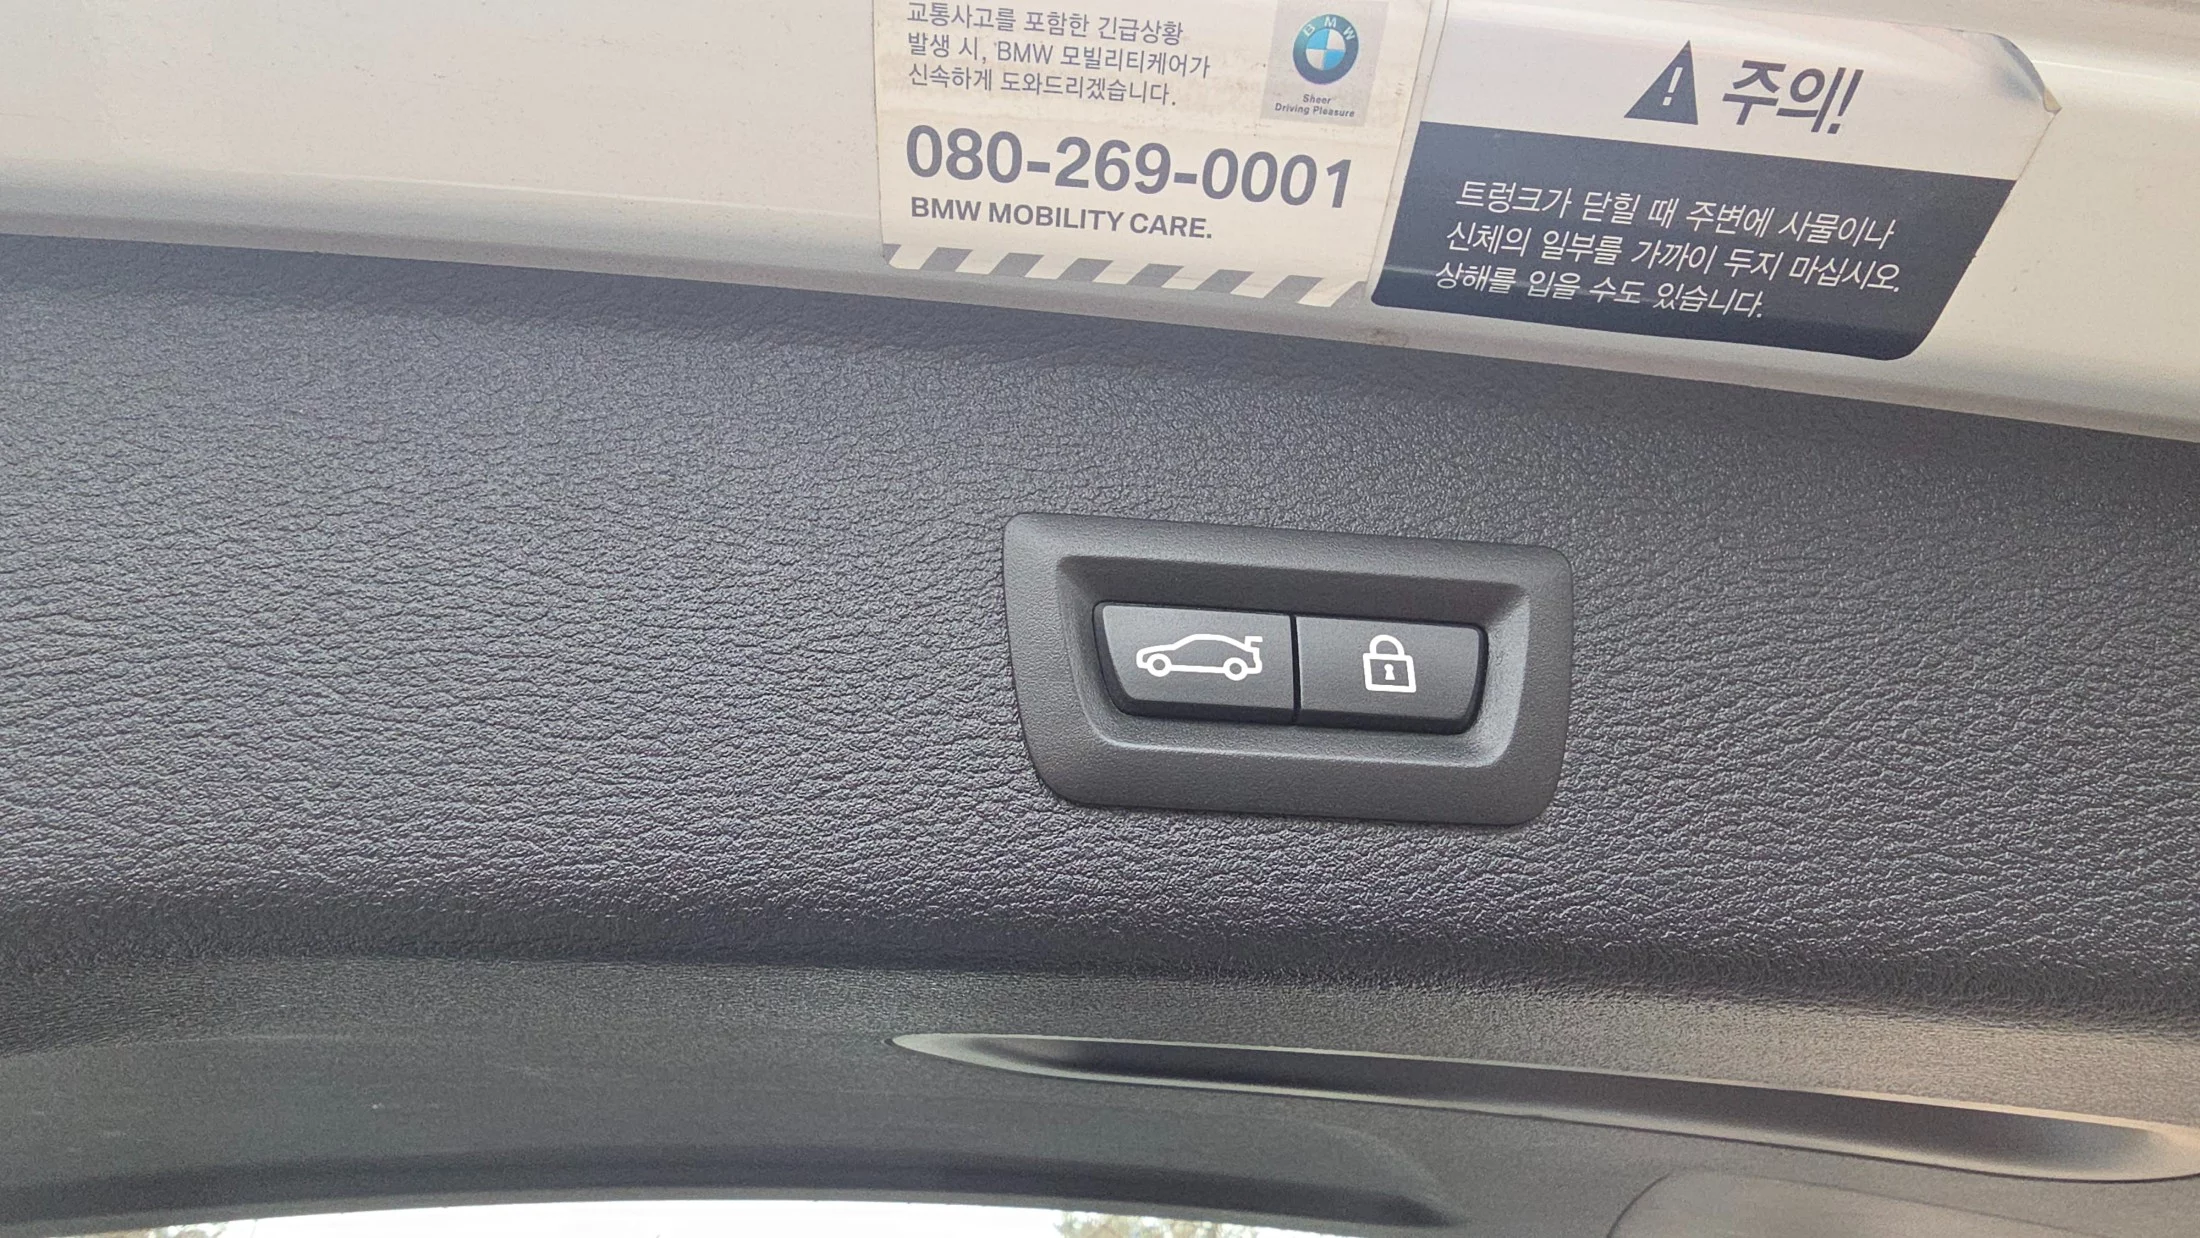 교통사고를 포함한 긴급상황
발생 시, BMW 모빌리티케어가
신속하게 도와드리겠습니다.
BMW
Sheer
Driving Pleasure
080-269-0001
BMW MOBILITY CARE.
주의!
트렁크가 닫힐 때 주변에 사물이나
신체의 일부를 가까이 두지 마십시오.
상해를 입을 수도 있습니다.